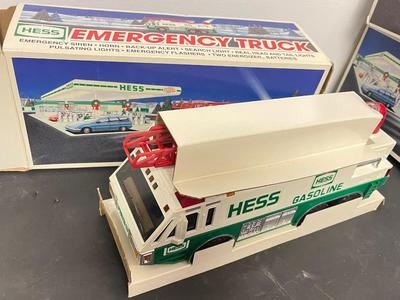 HESS
EMERGENCY TRUCK
EMERGENCY SIREN • HORN • BACK-UP ALERT • SEARCH LIGHT • REAL HEAD AND TAIL LIGHTS
PULSATING LIGHTS • EMERGENCY FLASHERS • TWO ENERGIZER BATTERIES
HESS
HESS
HESS
GASOLINE
HESS